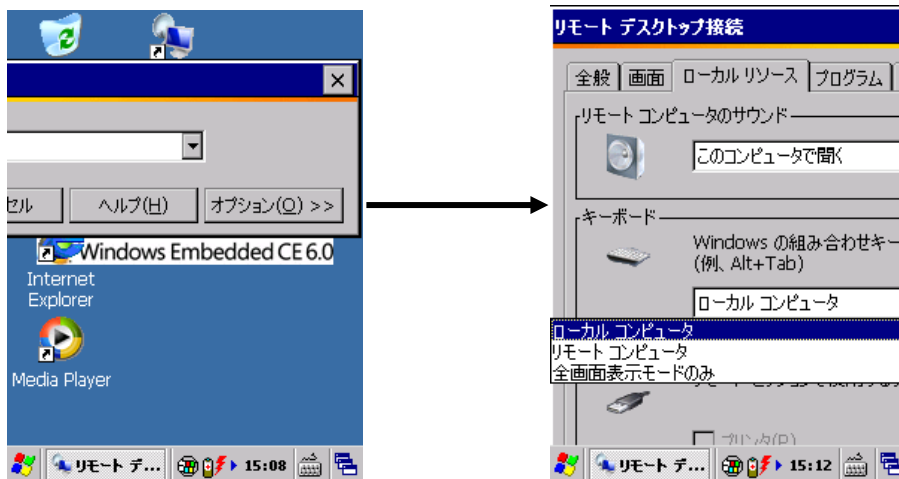 セル
ヘルプ(H)
オプション(O) >>
Windows Embedded CE 6.0
Internet
Explorer
Media Player
リモート デ...
15:08
リモート デスクトップ接続
全般
画面
ローカル リソース
プログラム
リモート コンピュータのサウンド
このコンピュータで聞く
キーボード
Windows の組み合わせキー
(例、Alt+Tab)
ローカル コンピュータ
ローカル コンピュータ
リモート コンピュータ
全画面表示モードのみ
プリンタ(P)
リモート デ...
15:12